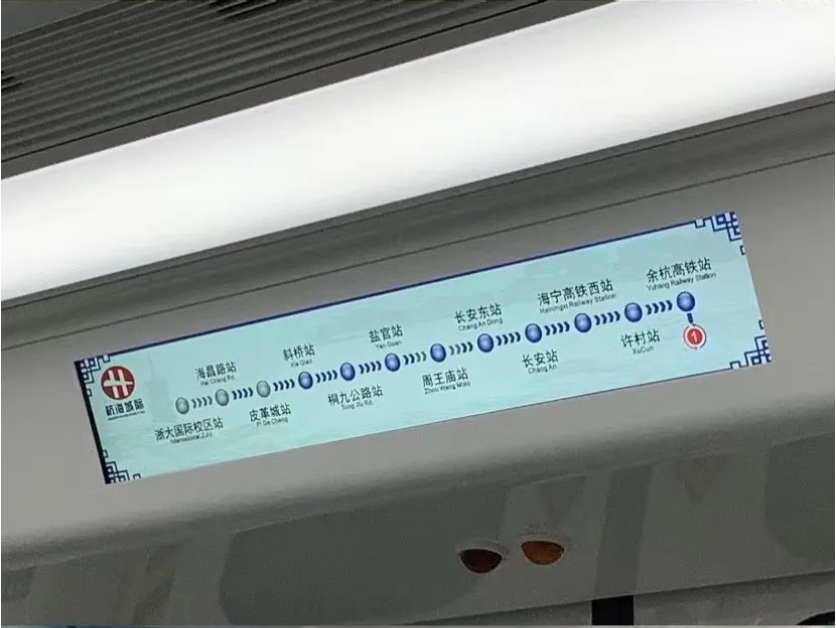 杭海城际
浙大国际校区站
International Z.J.U.
海昌路站
Hai Chang Rd.
皮革城站
Pi Ge Cheng
斜桥站
Xie Qiao
桐九公路站
Tong Jiu Rd.
盐官站
Yan Guan
周王庙站
Zhou Wang Miao
长安东站
Chang An Dong
长安站
Chang An
海宁高铁西站
Hainingxi Railway Station
许村站
XuCun
余杭高铁站
Yuhang Railway Station
1